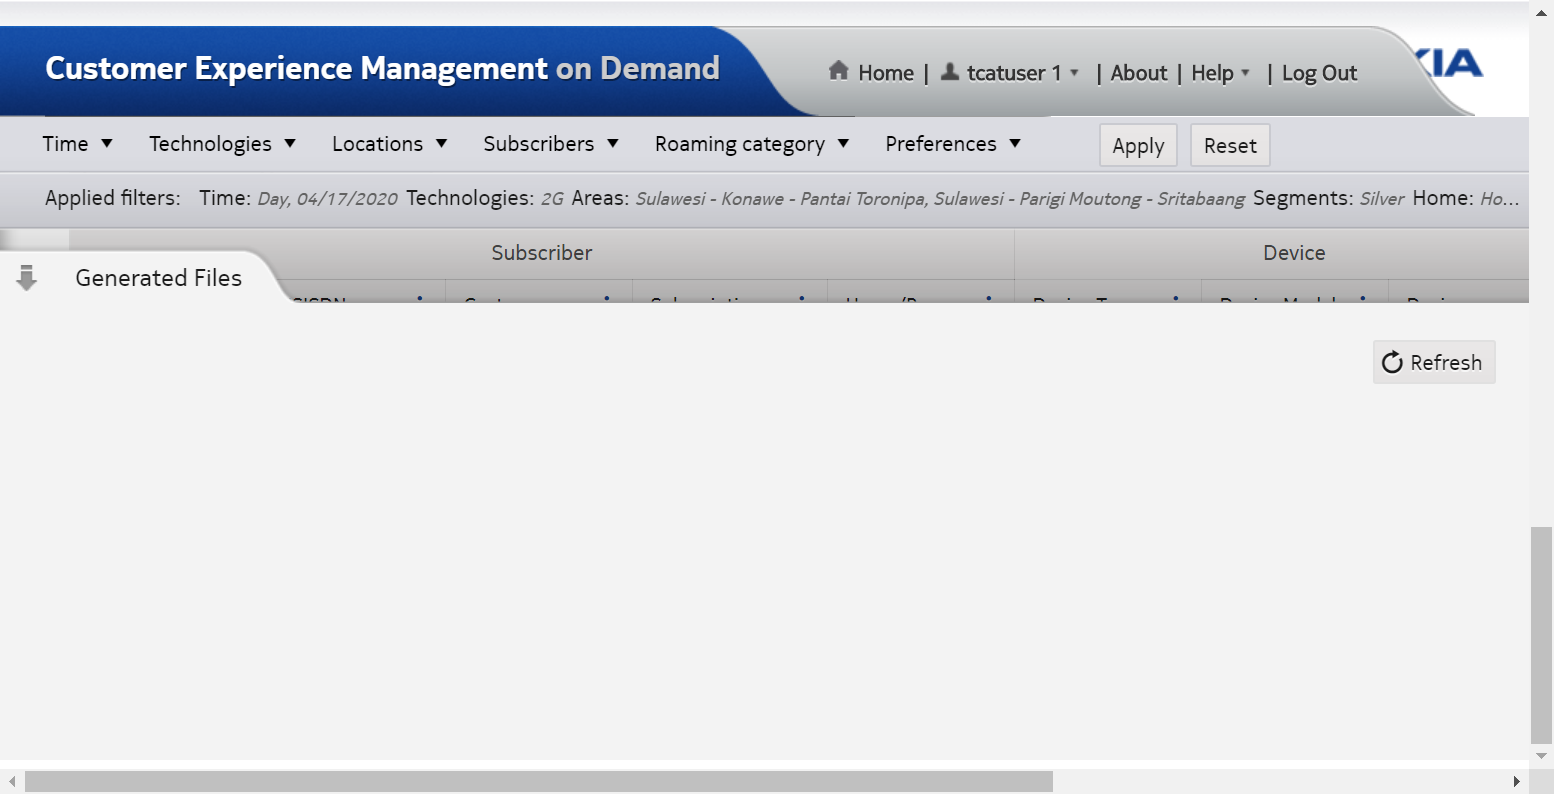 Customer Experience Management on Demand
Home | tcatuser 1 | About | Help | Log Out
Time Technologies Locations Subscribers Roaming category Preferences Apply Reset
Applied filters: Time: Day, 04/17/2020 Technologies: 2G Areas: Sulawesi - Konawe - Pantai Toronipa, Sulawesi - Parigi Moutong - Sritabaang Segments: Silver Home: Ho...
Subscriber Device
Generated Files
Refresh